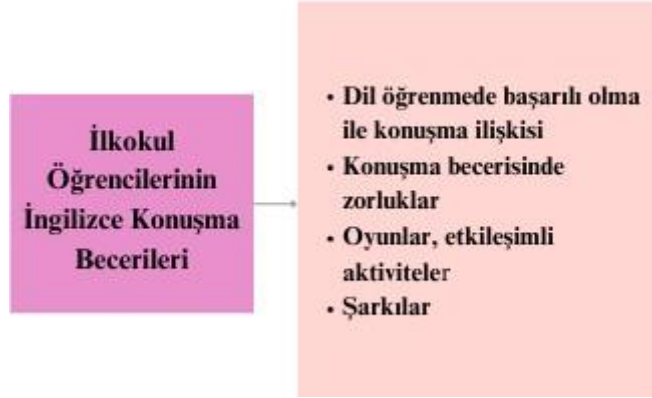 İlkokul
Öğrencilerinin
İngilizce Konuşma
Becerileri
• Dil öğrenmede başarılı olma
ile konuşma ilişkisi
• Konuşma becerisinde
zorluklar
• Oyunlar, etkileşimli
aktiviteler
• Şarkılar